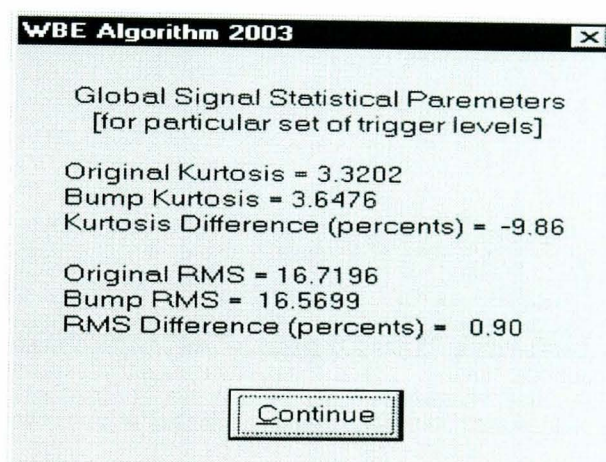 WBE Algorithm 2003
Global Signal Statistical Paremeters
[for particular set of trigger levels]
Original Kurtosis = 3.3202
Bump Kurtosis = 3.6476
Kurtosis Difference (percents) = -9.86
Original RMS = 16.7196
Bump RMS = 16.5699
RMS Difference (percents) = 0.90
Continue